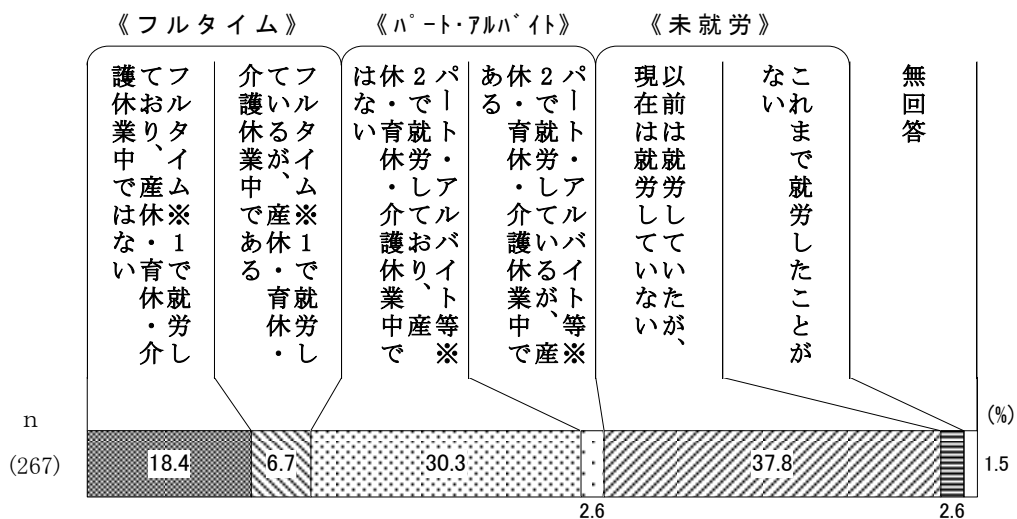 《フルタイム》
《パート・アルバイト》
《未就労》
フルタイム※1で就労し
ており、産休・育休・介
護休業中ではない
フルタイム※1で就労し
ているが、産休・育休・
介護休業中である
パート・アルバイト等※
2で就労しており、産
休・育休・介護休業中で
はない
パート・アルバイト等※
2で就労しているが、産
休・育休・介護休業中で
ある
以前は就労していたが、
現在は就労していない
これまで就労したことが
ない
無回答
n
(%)
(267)
18.4
6.7
30.3
37.8
1.5
2.6
2.6